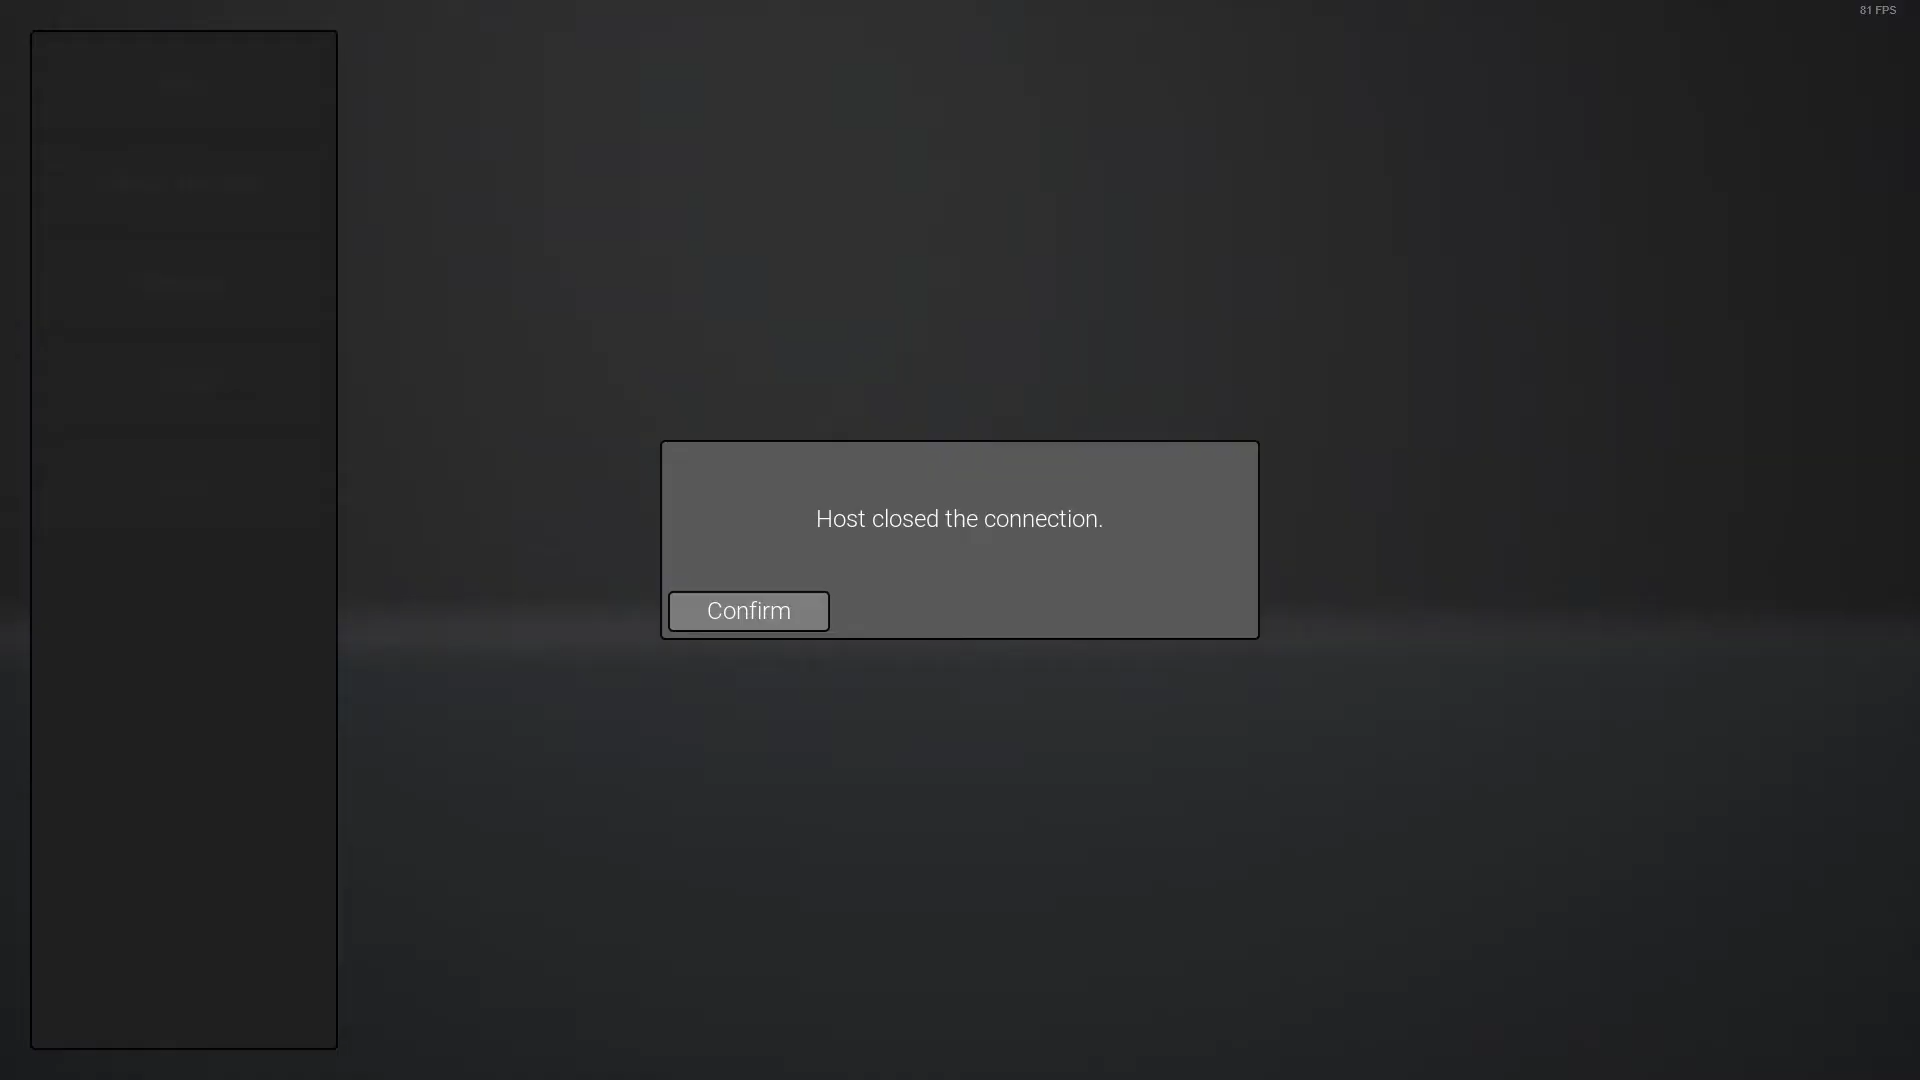 81 FPS
Host closed the connection.
Confirm